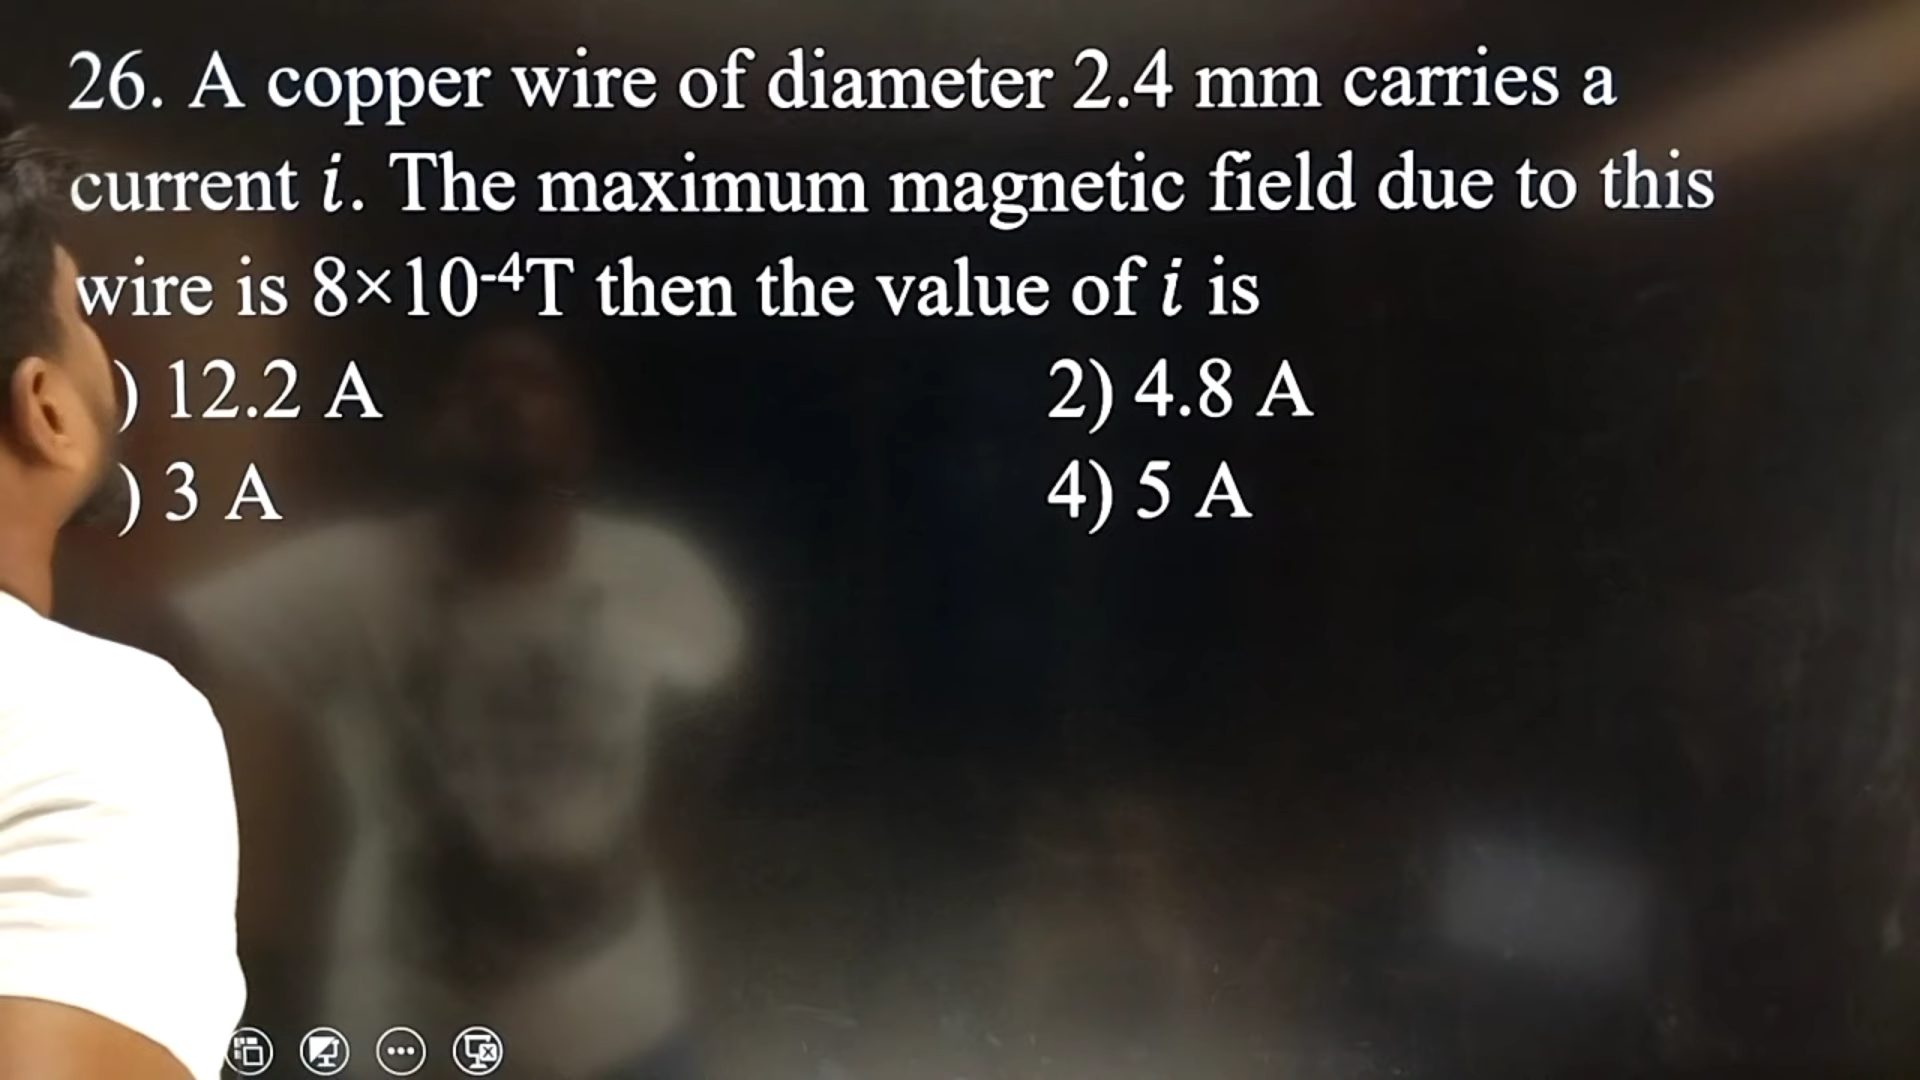 26. A copper wire of diameter 2.4 mm carries a
current i. The maximum magnetic field due to this
wire is 8×10⁻⁴T then the value of i is
) 12.2 A 2) 4.8 A
) 3 A 4) 5 A